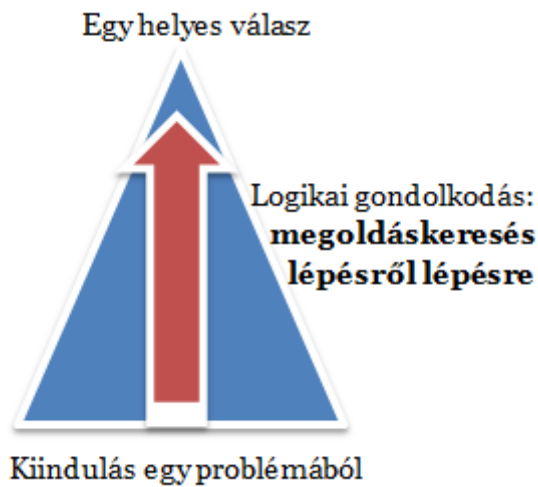 Egy helyes válasz
Logikai gondolkodás:
megoldáskeresés
lépésről lépésre
Kiindulás egy problémából